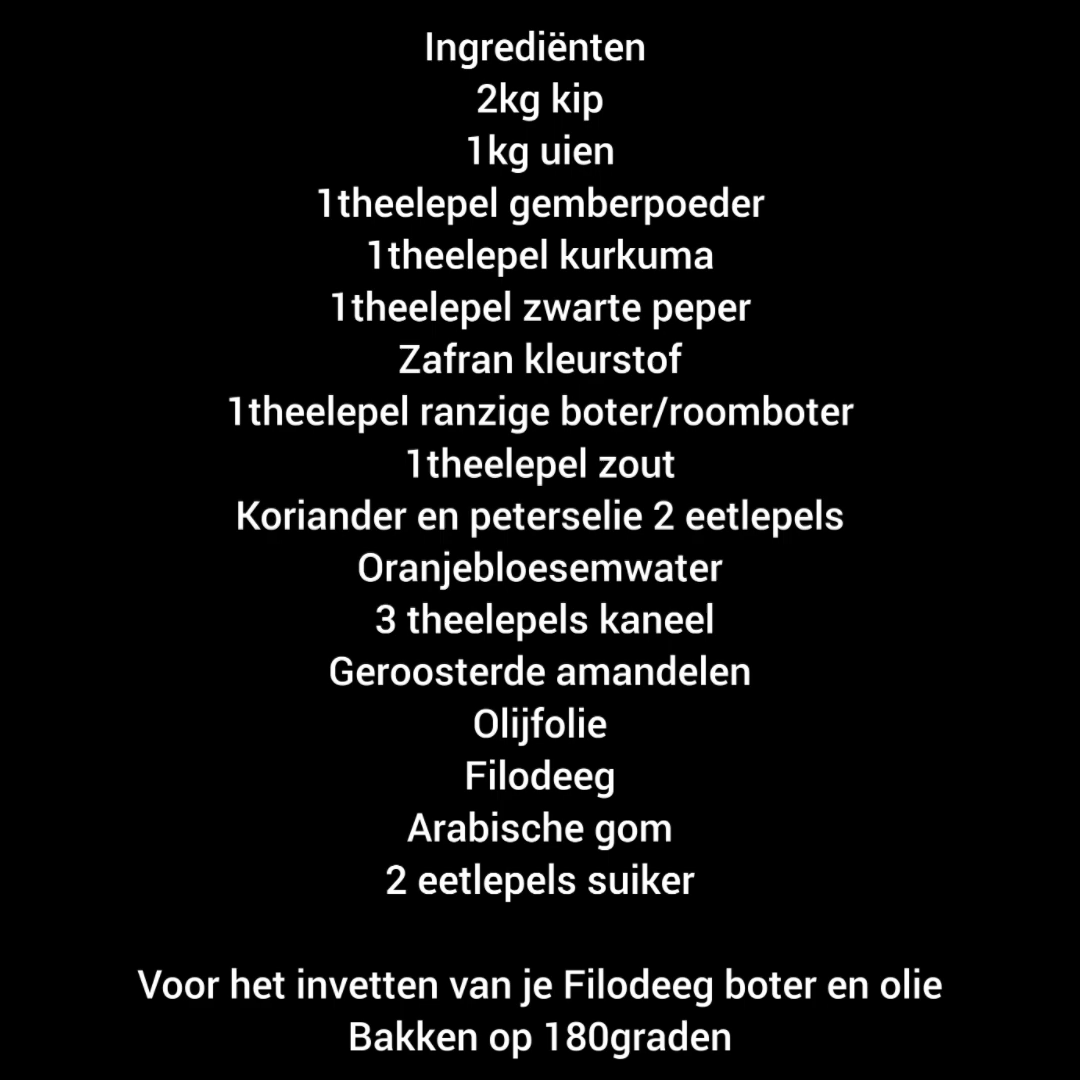 Ingrediënten
2kg kip
1kg uien
1theelepel gemberpoeder
1theelepel kurkuma
1theelepel zwarte peper
Zafran kleurstof
1theelepel ranzige boter/roomboter
1theelepel zout
Koriander en peterselie 2 eetlepels
Oranjebloesemwater
3 theelepels kaneel
Geroosterde amandelen
Olijfolie
Filodeeg
Arabische gom
2 eetlepels suiker
Voor het invetten van je Filodeeg boter en olie
Bakken op 180graden